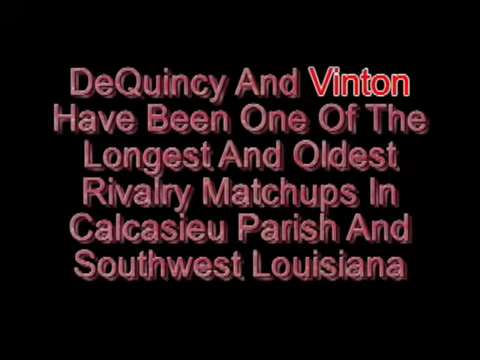 DeQuincy And Vinton
Have Been One Of The
Longest And Oldest
Rivalry Matchups In
Calcasieu Parish And
Southwest Louisiana